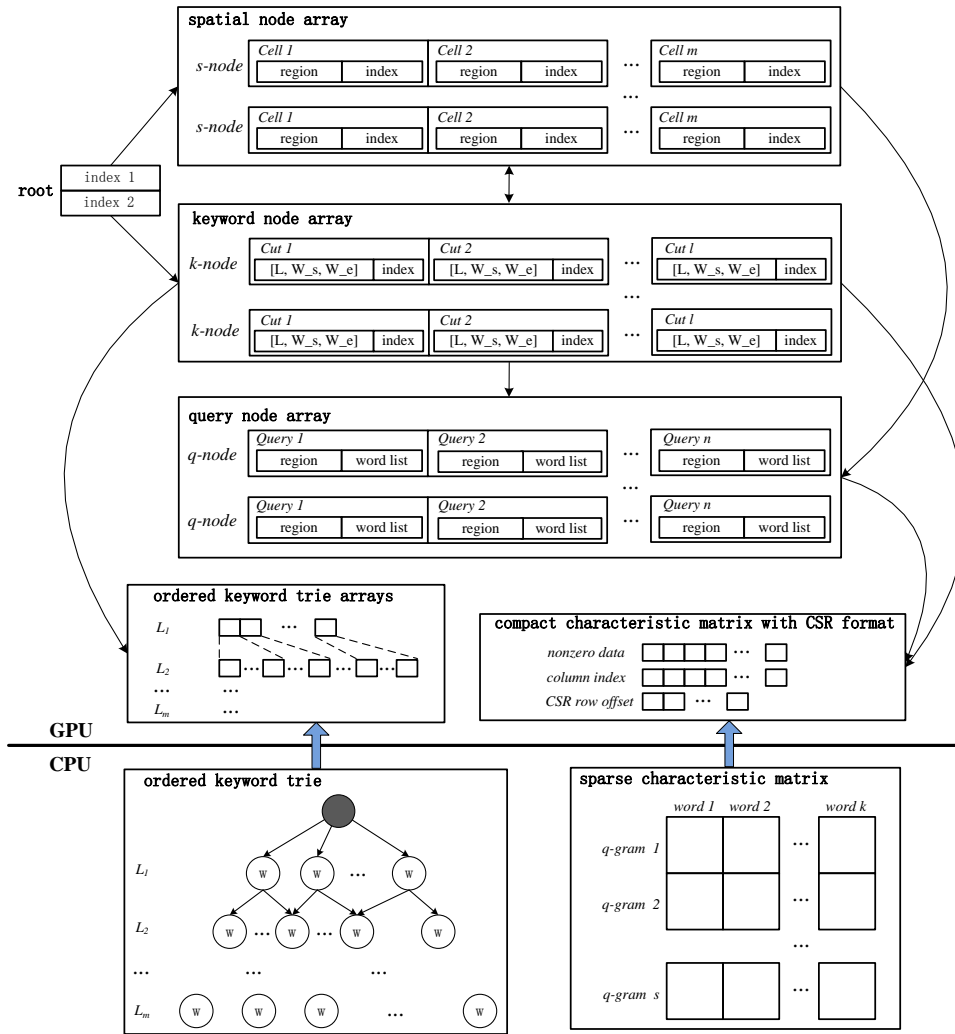 spatial node array
Cell 1 Cell 2 ... Cell m
s-node region index region index region index
...
Cell 1 Cell 2 Cell m
s-node region index region index ... region index
root index 1
index 2
keyword node array
Cut 1 Cut 2 Cut l
k-node [L, W_s, W_e] index [L, W_s, W_e] index ... [L, W_s, W_e] index
...
Cut 1 Cut 2 Cut l
k-node [L, W_s, W_e] index [L, W_s, W_e] index ... [L, W_s, W_e] index
query node array
Query 1 Query 2 Query n
q-node region word list region word list ... region word list
...
Query 1 Query 2 Query n
q-node region word list region word list ... region word list
ordered keyword trie arrays
L1 ...
L2 ... ... ... ...
... ...
Lm ...
compact characteristic matrix with CSR format
nonzero data ...
column index ...
CSR row offset ...
GPU
CPU
ordered keyword trie
L1 w w ... w
L2 w ... w ... w w
... ... ...
Lm w w w w
sparse characteristic matrix
word 1 word 2 word k
q-gram 1 ...
q-gram 2 ...
...
q-gram s ...